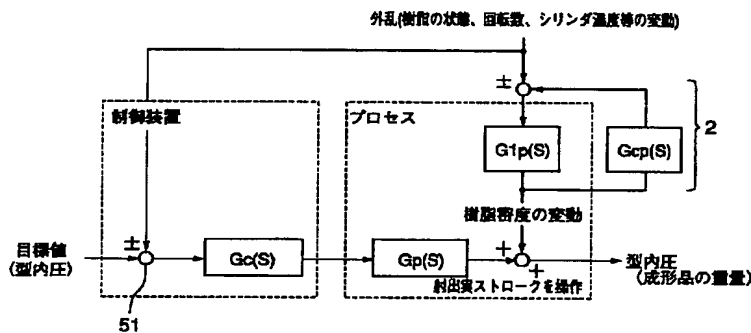 外乱(樹脂の状態、回転数、シリンダ温度等の変動)
±
制御装置
プロセス
2
G1p(S)
Gcp(S)
樹脂密度の変動
目標値
(型内圧)
±
Gc(S)
Gp(S)
+
+
型内圧
(成形品の重量)
射出実ストロークを操作
51